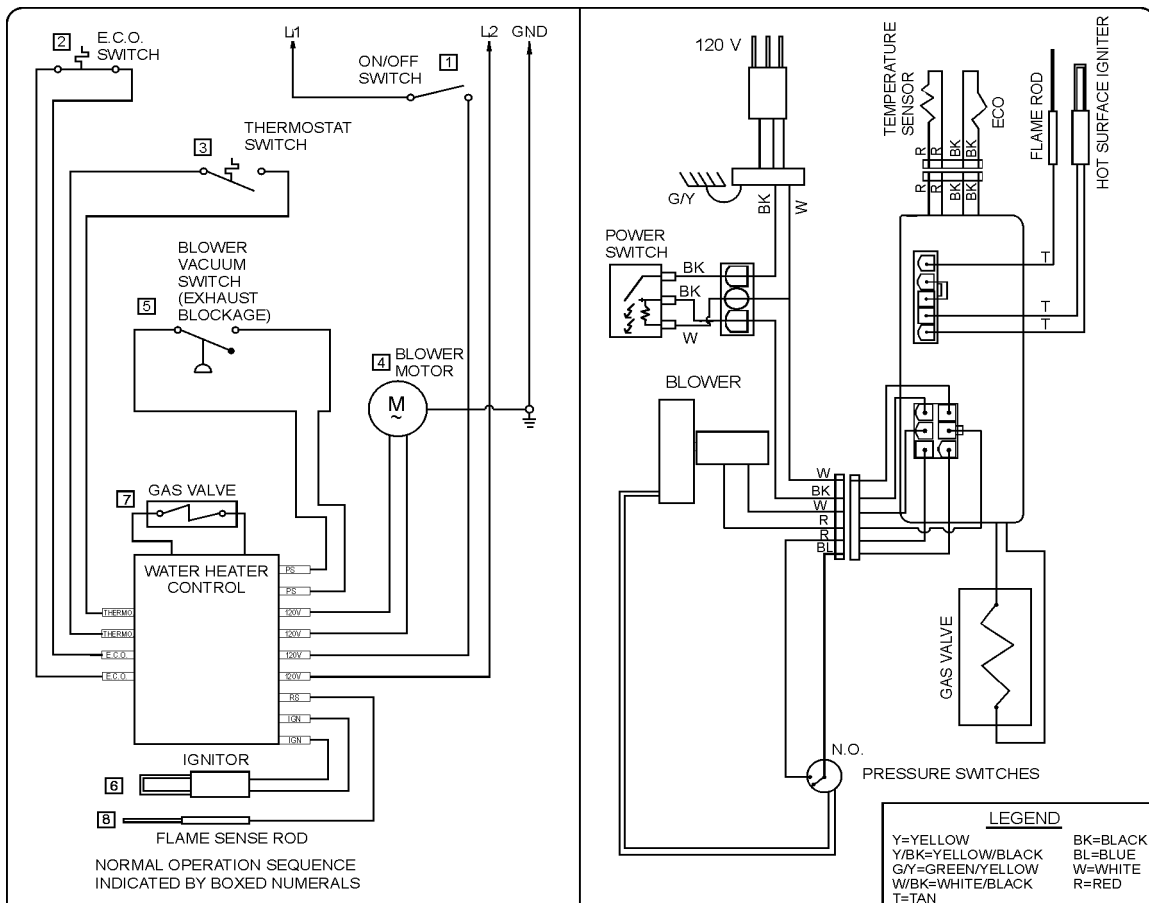 2
E.C.O.
SWITCH
L1
L2 GND
ON/OFF
SWITCH
1
THERMOSTAT
SWITCH
3
BLOWER
VACUUM
SWITCH
(EXHAUST
BLOCKAGE)
5
4
BLOWER
MOTOR
M
~
7
GAS VALVE
WATER HEATER
CONTROL
PS
PS
THERMO.
120V
THERMO.
120V
E.C.O.
120V
E.C.O.
120V
RS
IGN
IGN
IGNITOR
6
8
FLAME SENSE ROD
NORMAL OPERATION SEQUENCE
INDICATED BY BOXED NUMERALS
120 V
TEMPERATURE
SENSOR
ECO
FLAME ROD
HOT SURFACE IGNITER
R
R
BK
BK
R
R
BK
BK
G/Y
BK
W
POWER
SWITCH
BK
BK
W
T
T
T
BLOWER
W
BK
W
R
R
BL
GAS VALVE
N.O.
PRESSURE SWITCHES
LEGEND
Y=YELLOW BK=BLACK
Y/BK=YELLOW/BLACK BL=BLUE
G/Y=GREEN/YELLOW W=WHITE
W/BK=WHITE/BLACK R=RED
T=TAN